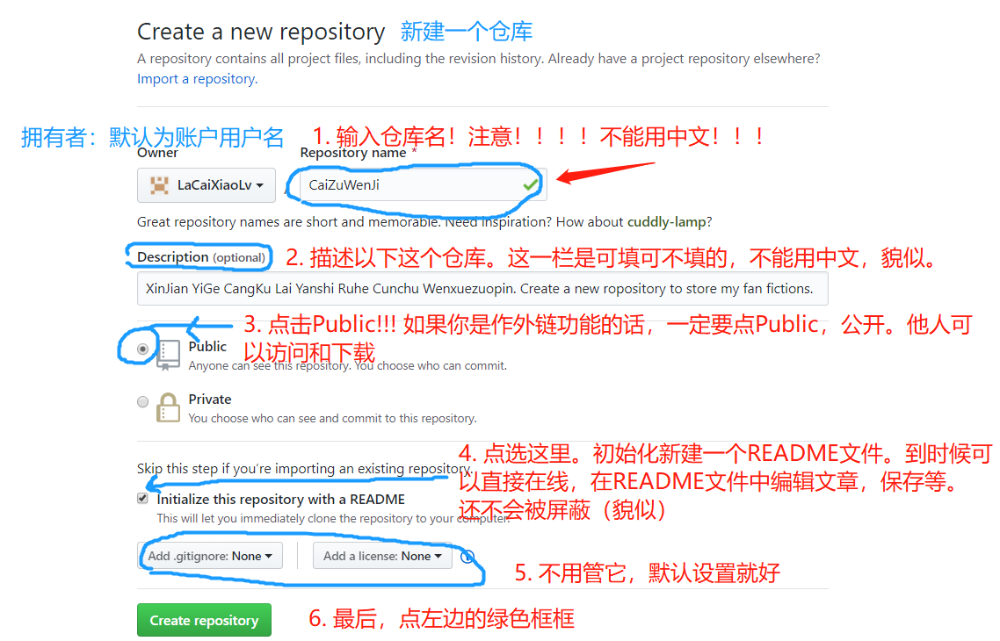 Create a new repository 新建一个仓库
A repository contains all project files, including the revision history. Already have a project repository elsewhere?
Import a repository.
拥有者：默认为账户用户名
1. 输入仓库名！注意！！！！不能用中文！！！
Owner
Repository name *
LaCaiXiaoLv
/
CaiZuWenJi
Great repository names are short and memorable. Need inspiration? How about cuddly-lamp?
Description (optional)
2. 描述以下这个仓库。这一栏是可填可不填的，不能用中文，貌似。
XinJian YiGe CangKu Lai Yanshi Ruhe Cunchu Wenxuezuopin. Create a new roposition to store my fan fictions.
3. 点击Public!!! 如果你是作外链功能的话，一定要点Public，公开。他人可
以访问和下载
Public
Anyone can see this repository. You choose who can commit.
Private
You choose who can see and commit to this repository.
4. 点选这里。初始化新建一个README文件。到时候可
以直接在线，在README文件中编辑文章，保存等。
还不会被屏蔽（貌似）
Skip this step if you're importing an existing repository.
Initialize this repository with a README
This will let you immediately clone the repository to your computer.
Add .gitignore: None
Add a license: None
5. 不用管它，默认设置就好
Create repository
6. 最后，点左边的绿色框框